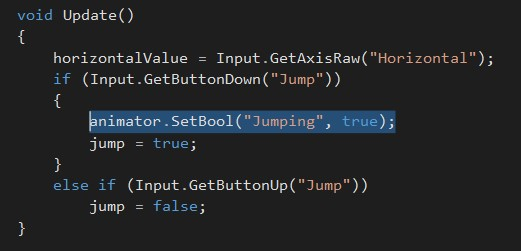 void Update()
{
horizontalValue = Input.GetAxisRaw("Horizontal");
if (Input.GetButtonDown("Jump"))
{
animator.SetBool("Jumping", true);
jump = true;
}
else if (Input.GetButtonUp("Jump"))
jump = false;
}